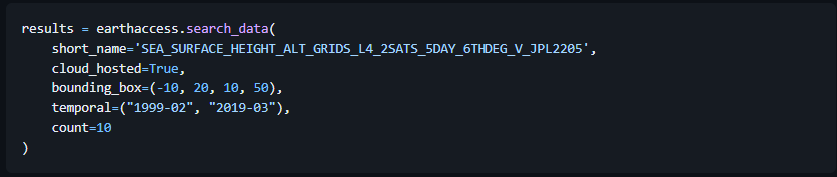 results = earthaccess.search_data(
    short_name='SEA_SURFACE_HEIGHT_ALT_GRIDS_L4_2SATS_5DAY_6THDEG_V_JPL2205',
    cloud_hosted=True,
    bounding_box=(-10, 20, 10, 50),
    temporal=("1999-02", "2019-03"),
    count=10
)